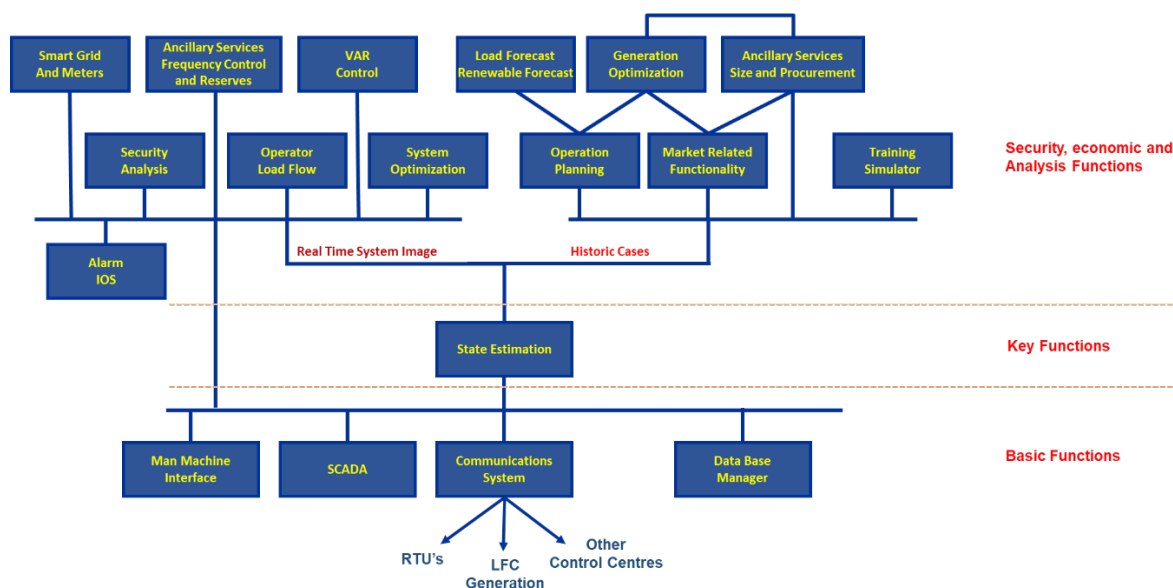 Smart Grid
And Meters
Ancillary Services
Frequency Control
and Reserves
VAR
Control
Load Forecast
Renewable Forecast
Generation
Optimization
Ancillary Services
Size and Procurement
Security
Analysis
Operator
Load Flow
System
Optimization
Operation
Planning
Market Related
Functionality
Training
Simulator
Security, economic and
Analysis Functions
Real Time System Image
Historic Cases
Alarm
IOS
State Estimation
Key Functions
Man Machine
Interface
SCADA
Communications
System
Data Base
Manager
Basic Functions
RTU's
LFC
Generation
Other
Control Centres